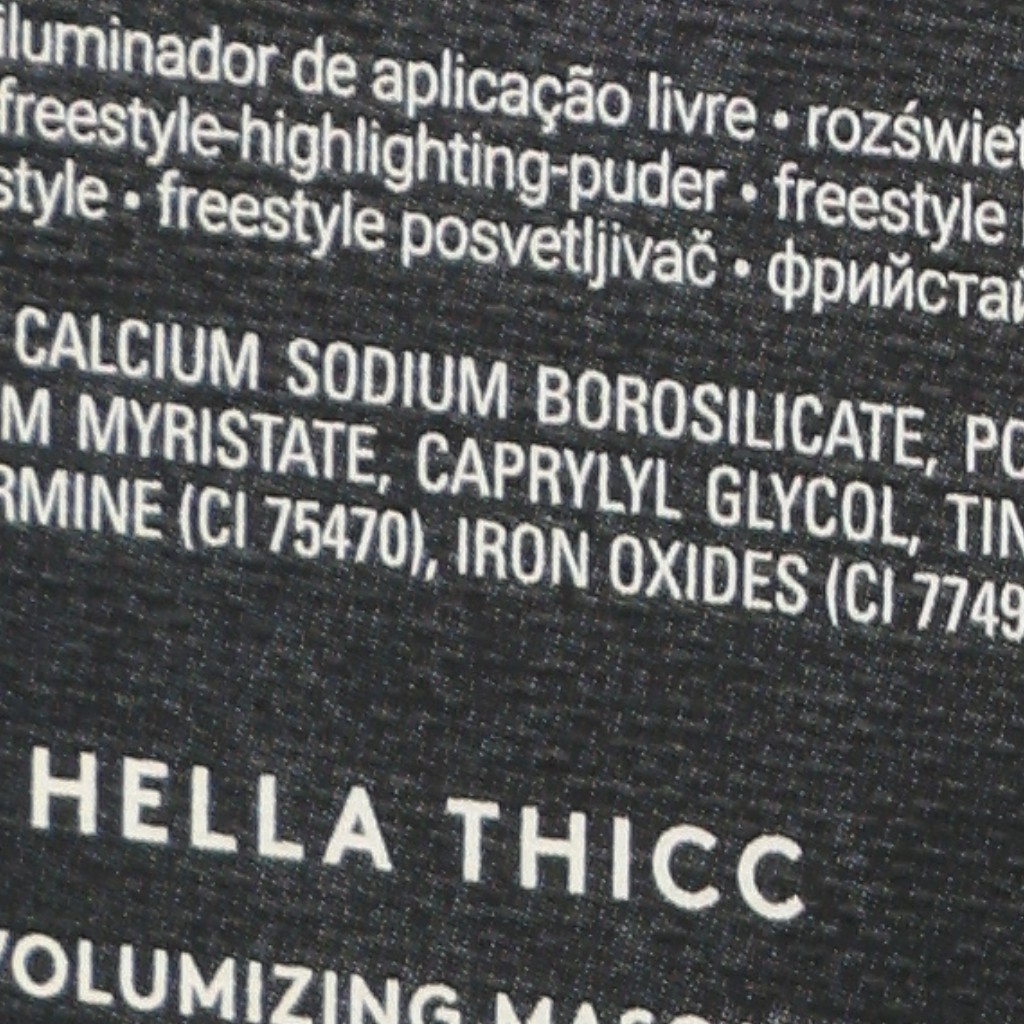 iluminador de aplicação livre • rozświet
freestyle-highlighting-puder • freestyle
style • freestyle posvetljivač • фрийстай
CALCIUM SODIUM BOROSILICATE, PO
M MYRISTATE, CAPRYLYL GLYCOL, TIN
RMINE (CI 75470), IRON OXIDES (CI 7749
HELLA THICC
VOLUMIZING